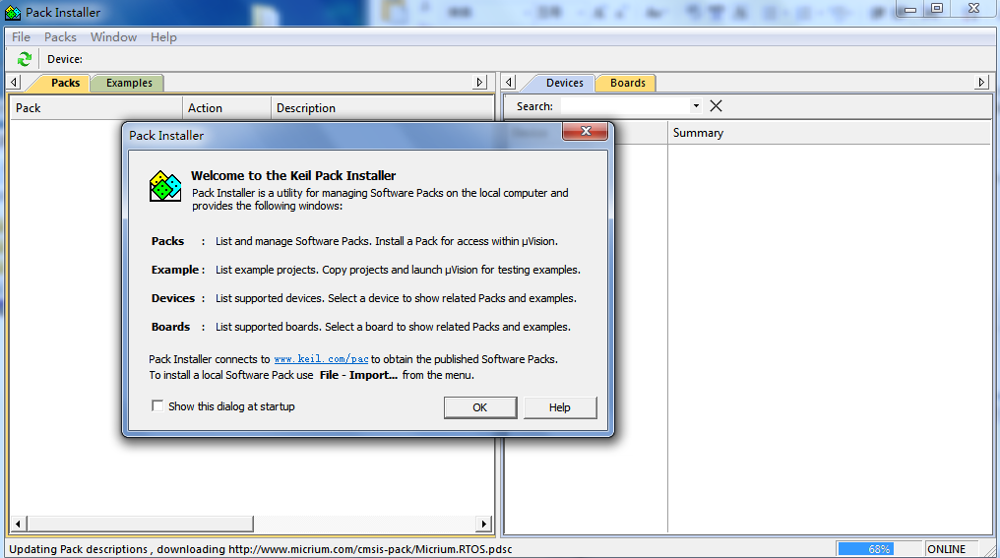 Pack Installer
File Packs Window Help
Device:
Packs Examples
Devices Boards
Pack Action Description
Search:
Summary
Pack Installer
Welcome to the Keil Pack Installer
Pack Installer is a utility for managing Software Packs on the local computer and
provides the following windows:
Packs : List and manage Software Packs. Install a Pack for access within µVision.
Example : List example projects. Copy projects and launch µVision for testing examples.
Devices : List supported devices. Select a device to show related Packs and examples.
Boards : List supported boards. Select a board to show related Packs and examples.
Pack Installer connects to www.keil.com/pac to obtain the published Software Packs.
To install a local Software Pack use File - Import... from the menu.
Show this dialog at startup
OK Help
Updating Pack descriptions , downloading http://www.micrium.com/cmsis-pack/Micrium.RTOS.pdsc
68% ONLINE